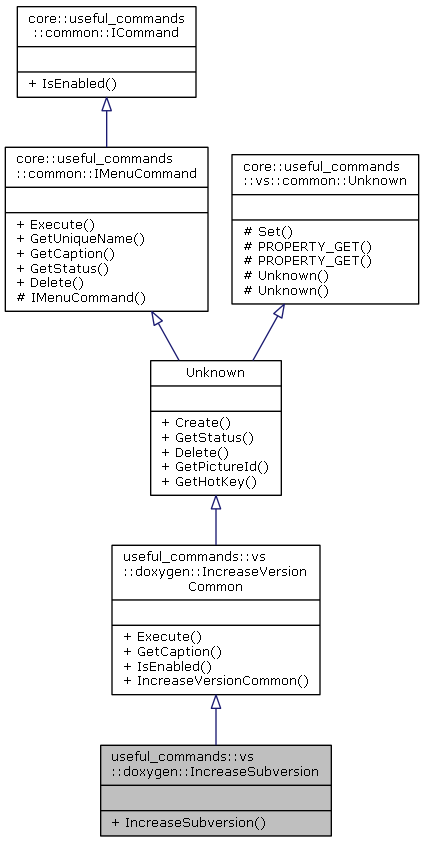 core::useful_commands
::common::ICommand
+ IsEnabled()
core::useful_commands
::common::IMenuCommand
+ Execute()
+ GetUniqueName()
+ GetCaption()
+ GetStatus()
+ Delete()
# IMenuCommand()
core::useful_commands
::vs::common::Unknown
# Set()
# PROPERTY_GET()
# PROPERTY_GET()
# Unknown()
# Unknown()
Unknown
+ Create()
+ GetStatus()
+ Delete()
+ GetPictureId()
+ GetHotKey()
useful_commands::vs
::doxygen::IncreaseVersion
Common
+ Execute()
+ GetCaption()
+ IsEnabled()
+ IncreaseVersionCommon()
useful_commands::vs
::doxygen::IncreaseSubversion
+ IncreaseSubversion()